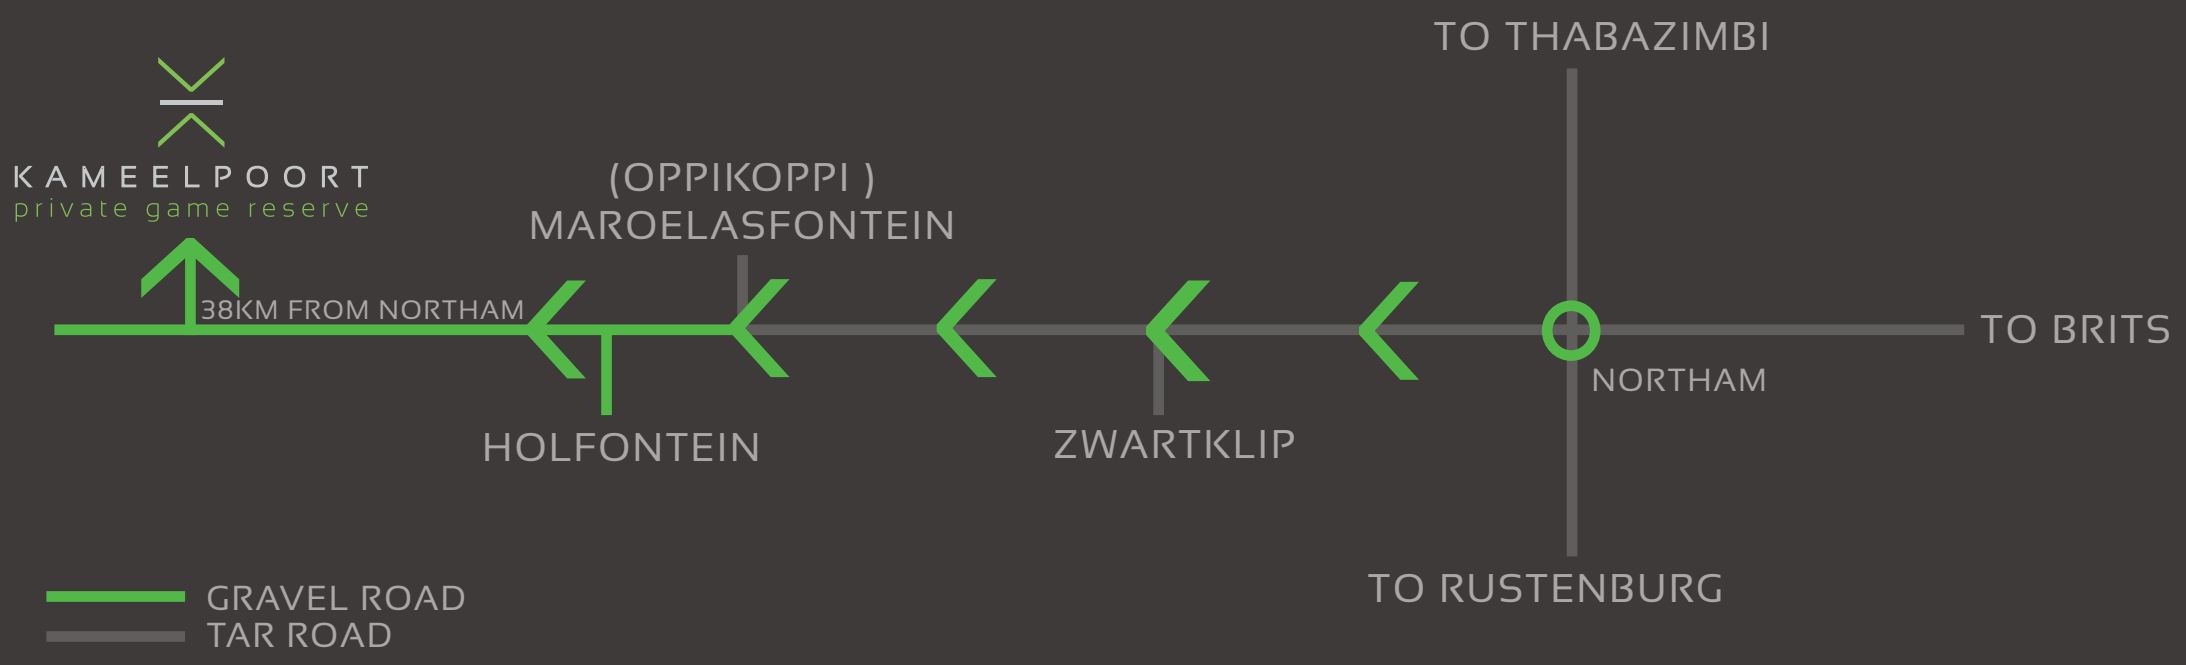 TO THABAZIMBI
KAMEELPOORT
private game reserve
(OPPIKOPPI )
MAROELASFONTEIN
38KM FROM NORTHAM
TO BRITS
NORTHAM
HOLFONTEIN
ZWARTKLIP
TO RUSTENBURG
GRAVEL ROAD
TAR ROAD